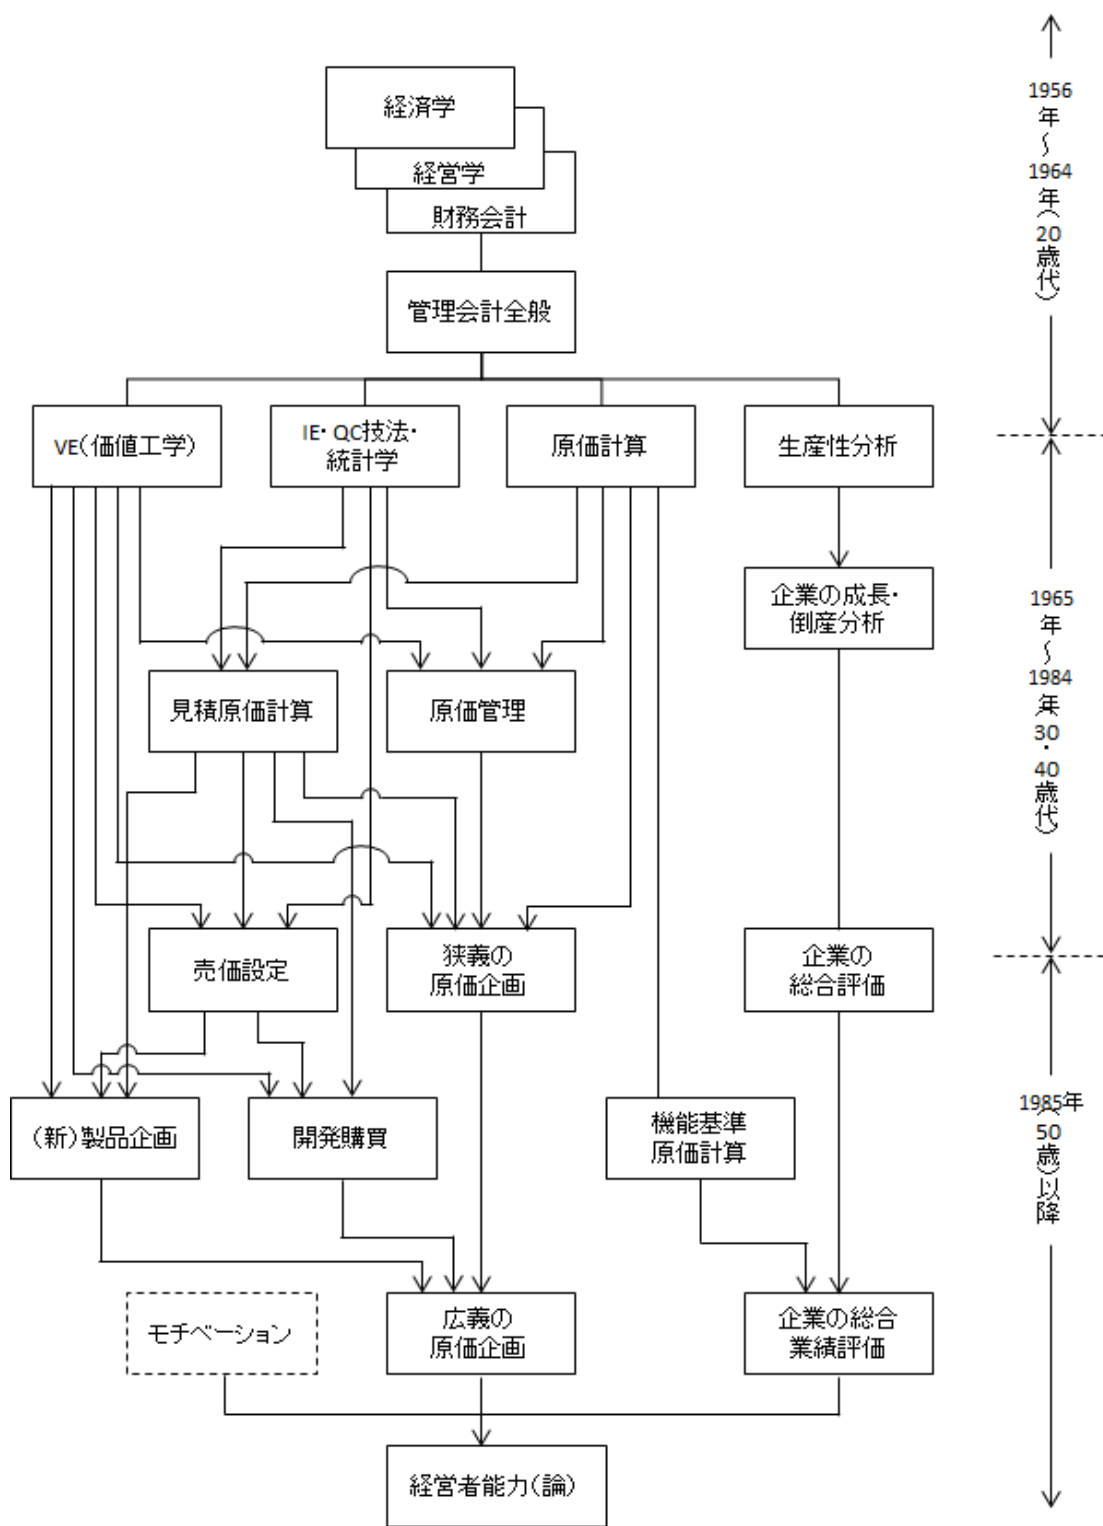 経済学
経営学
財務会計
管理会計全般
VE(価値工学)
IE・QC技法・
統計学
原価計算
生産性分析
企業の成長・
倒産分析
見積原価計算
原価管理
売価設定
狭義の
原価企画
企業の
総合評価
(新)製品企画
開発購買
機能基準
原価計算
モチベーション
広義の
原価企画
企業の総合
業績評価
経営者能力(論)
1956
年
～
1964
年(
20
歳
代)
1965
年
～
1984
年(
30
・
40
歳
代)
1985年
(
50
歳)
以
降